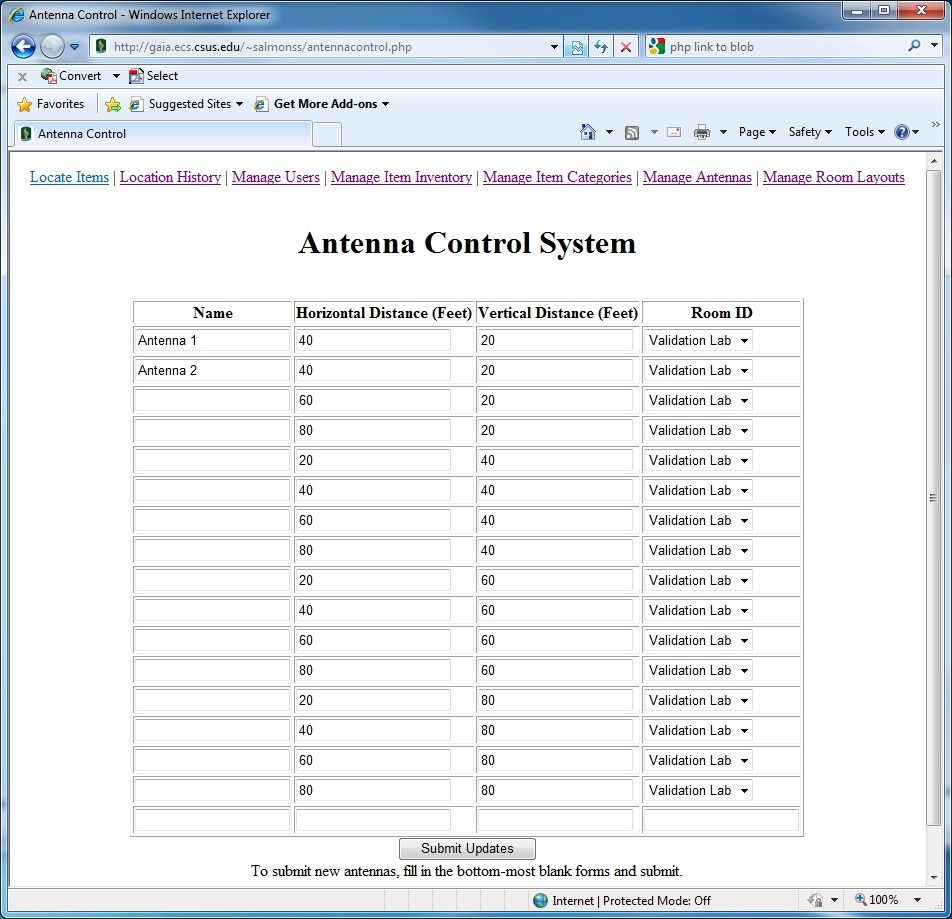 Antenna Control - Windows Internet Explorer
http://gaia.ecs.csus.edu/~salmonss/antennacontrol.php php link to blob
x Convert Select
Favorites Suggested Sites Get More Add-ons
Antenna Control Page Safety Tools »
Locate Items | Location History | Manage Users | Manage Item Inventory | Manage Item Categories | Manage Antennas | Manage Room Layouts
Antenna Control System
Name Horizontal Distance (Feet) Vertical Distance (Feet) Room ID
Antenna 1 40 20 Validation Lab
Antenna 2 40 20 Validation Lab
60 20 Validation Lab
80 20 Validation Lab
20 40 Validation Lab
40 40 Validation Lab
60 40 Validation Lab
80 40 Validation Lab
20 60 Validation Lab
40 60 Validation Lab
60 60 Validation Lab
80 60 Validation Lab
20 80 Validation Lab
40 80 Validation Lab
60 80 Validation Lab
80 80 Validation Lab
Submit Updates
To submit new antennas, fill in the bottom-most blank forms and submit.
Internet | Protected Mode: Off 100%